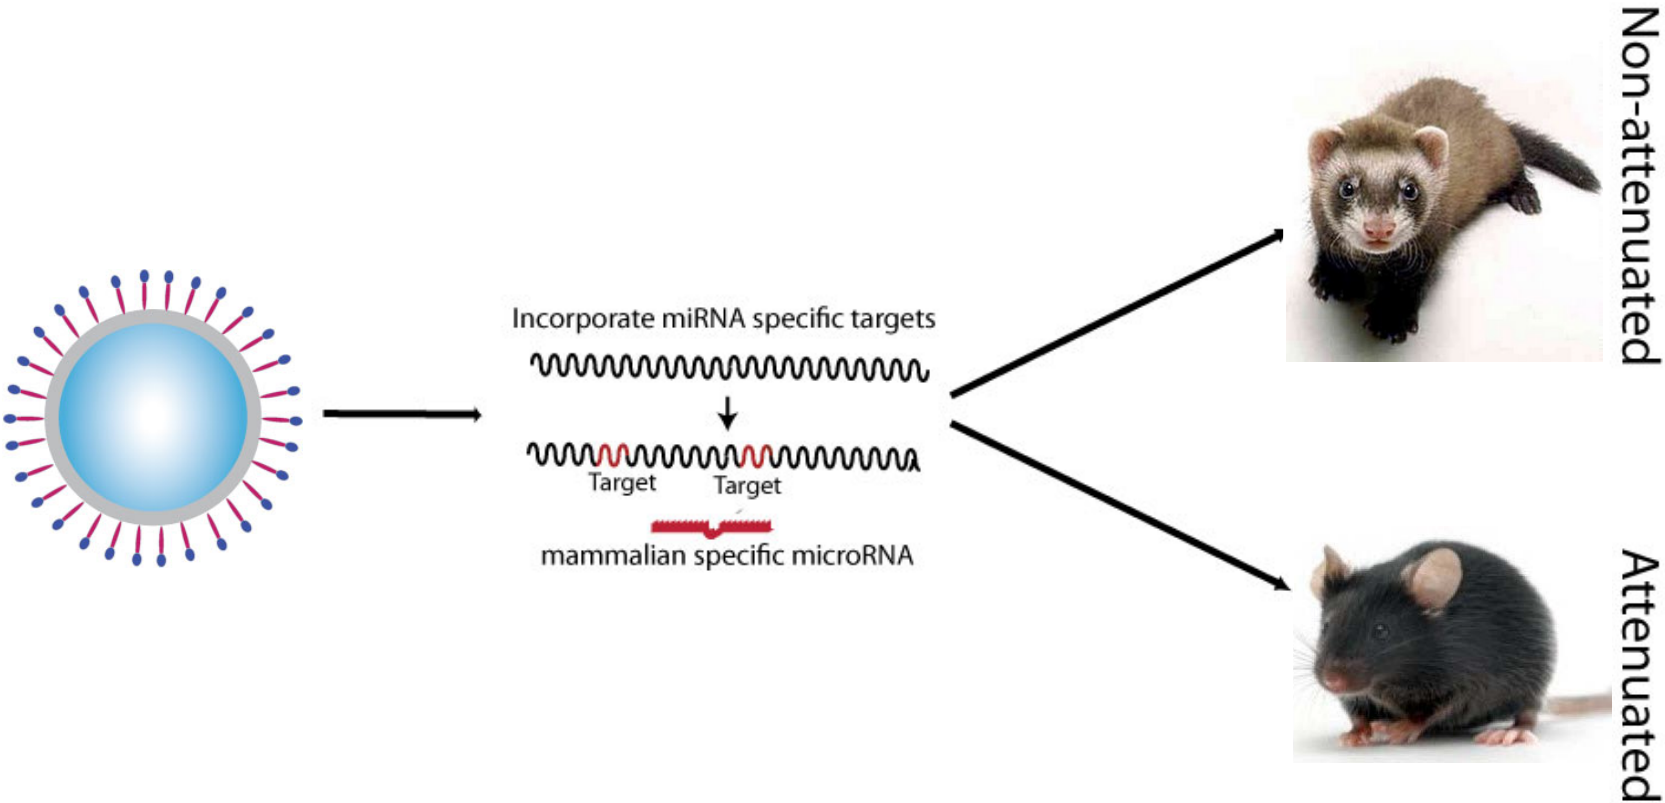 Incorporate miRNA specific targets
Target
Target
mammalian specific microRNA
Non-attenuated
Attenuated